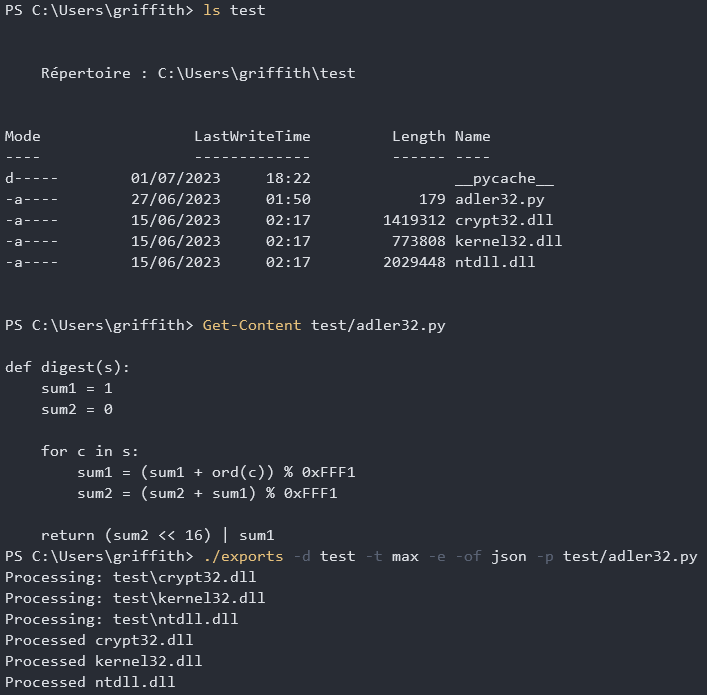 PS C:\Users\griffith> ls test
Répertoire : C:\Users\griffith\test
Mode LastWriteTime Length Name
---- ------------- ------ ----
d----- 01/07/2023 18:22 __pycache__
-a---- 27/06/2023 01:50 179 adler32.py
-a---- 15/06/2023 02:17 1419312 crypt32.dll
-a---- 15/06/2023 02:17 773808 kernel32.dll
-a---- 15/06/2023 02:17 2029448 ntdll.dll
PS C:\Users\griffith> Get-Content test/adler32.py
def digest(s):
    sum1 = 1
    sum2 = 0
    for c in s:
        sum1 = (sum1 + ord(c)) % 0xFFF1
        sum2 = (sum2 + sum1) % 0xFFF1
    return (sum2 << 16) | sum1
PS C:\Users\griffith> ./exports -d test -t max -e -of json -p test/adler32.py
Processing: test\crypt32.dll
Processing: test\kernel32.dll
Processing: test\ntdll.dll
Processed crypt32.dll
Processed kernel32.dll
Processed ntdll.dll